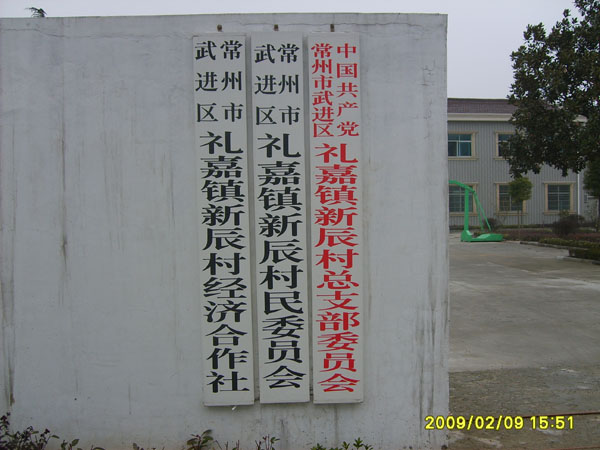 中国共产党
常州市武进区
礼嘉镇新辰村总支部委员会
常州市
武进区
礼嘉镇新辰村民委员会
常州市
武进区
礼嘉镇新辰村经济合作社
2009/02/09 15:51